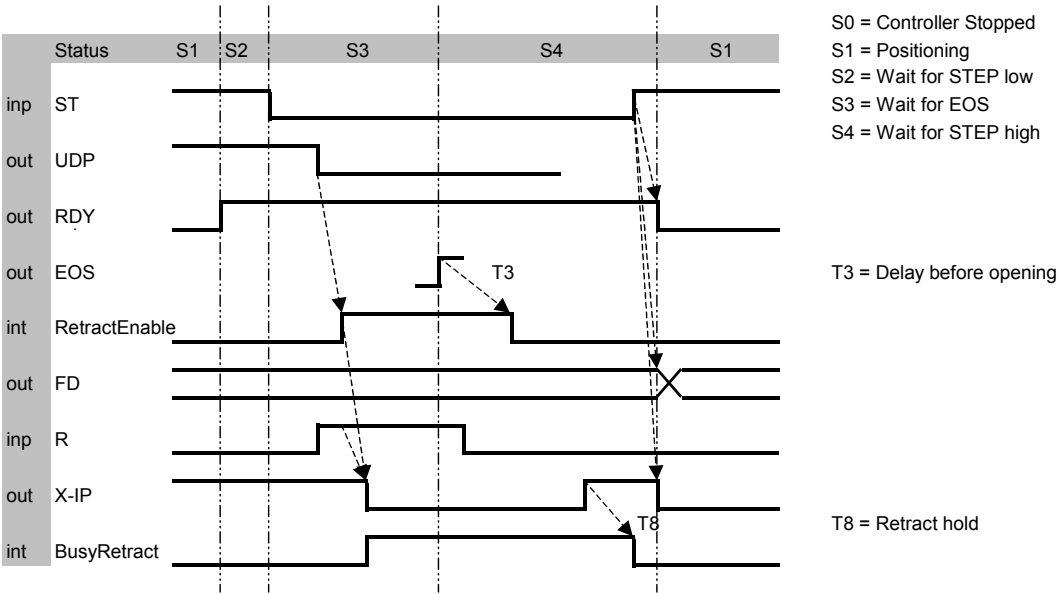 S0 = Controller Stopped
Status S1 S2 S3 S4 S1
S1 = Positioning
S2 = Wait for STEP low
inp ST
S3 = Wait for EOS
S4 = Wait for STEP high
out UDP
out RDY
out EOS
T3
T3 = Delay before opening
int RetractEnable
out FD
inp R
out X-IP
T8
T8 = Retract hold
int BusyRetract